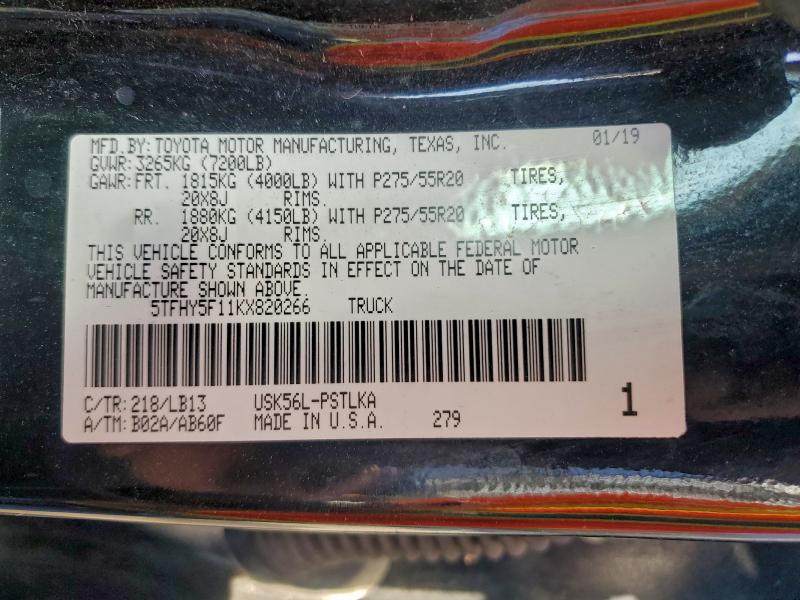 MFD.BY:TOYOTA MOTOR MANUFACTURING, TEXAS, INC. 01/19
GVWR:3265KG (7200LB)
GAWR:FRT. 1815KG (4000LB) WITH P275/55R20 TIRES,
20X8J RIMS.
RR. 1880KG (4150LB) WITH P275/55R20 TIRES,
20X8J RIMS.
THIS VEHICLE CONFORMS TO ALL APPLICABLE FEDERAL MOTOR
VEHICLE SAFETY STANDARDS IN EFFECT ON THE DATE OF
MANUFACTURE SHOWN ABOVE.
5TFHY5F11KX820266 TRUCK
C/TR:218/LB13 USK56L-PSTLKA
A/TM:B02A/AB60F MADE IN U.S.A. 279
1